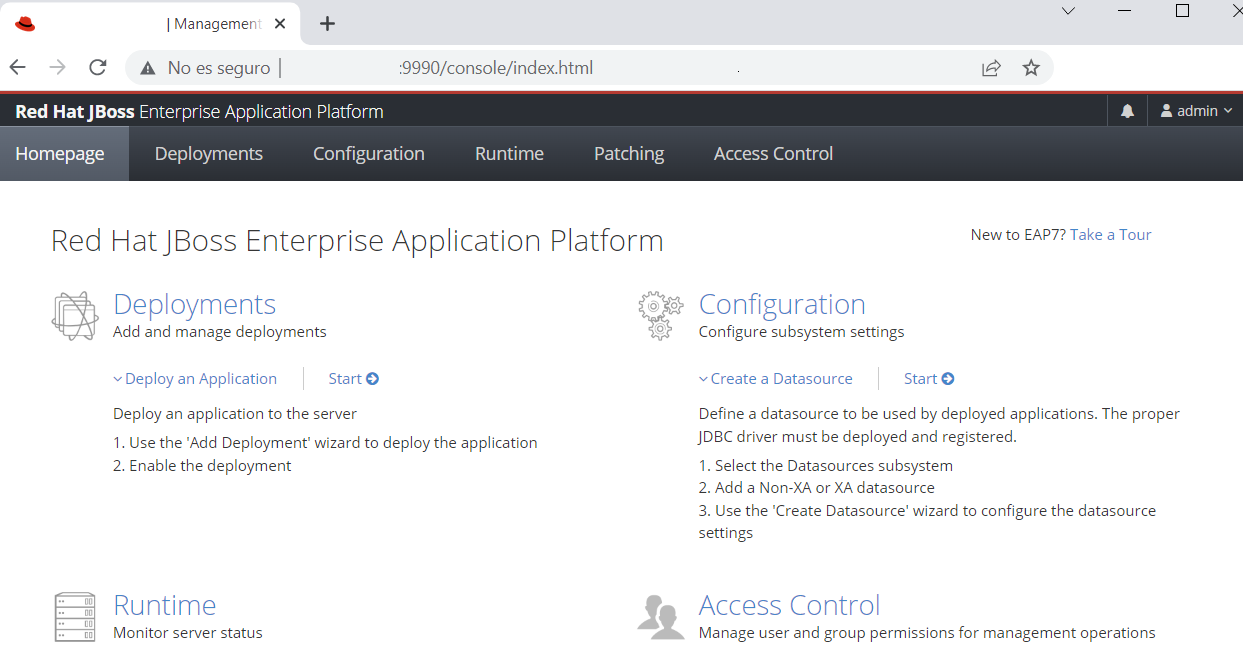 | Management
No es seguro | :9990/console/index.html
Red Hat JBoss Enterprise Application Platform
admin
Homepage Deployments Configuration Runtime Patching Access Control
Red Hat JBoss Enterprise Application Platform
New to EAP7? Take a Tour
Deployments
Add and manage deployments
Deploy an Application Start
Deploy an application to the server
1. Use the 'Add Deployment' wizard to deploy the application
2. Enable the deployment
Configuration
Configure subsystem settings
Create a Datasource Start
Define a datasource to be used by deployed applications. The proper
JDBC driver must be deployed and registered.
1. Select the Datasources subsystem
2. Add a Non-XA or XA datasource
3. Use the 'Create Datasource' wizard to configure the datasource
settings
Runtime
Monitor server status
Access Control
Manage user and group permissions for management operations